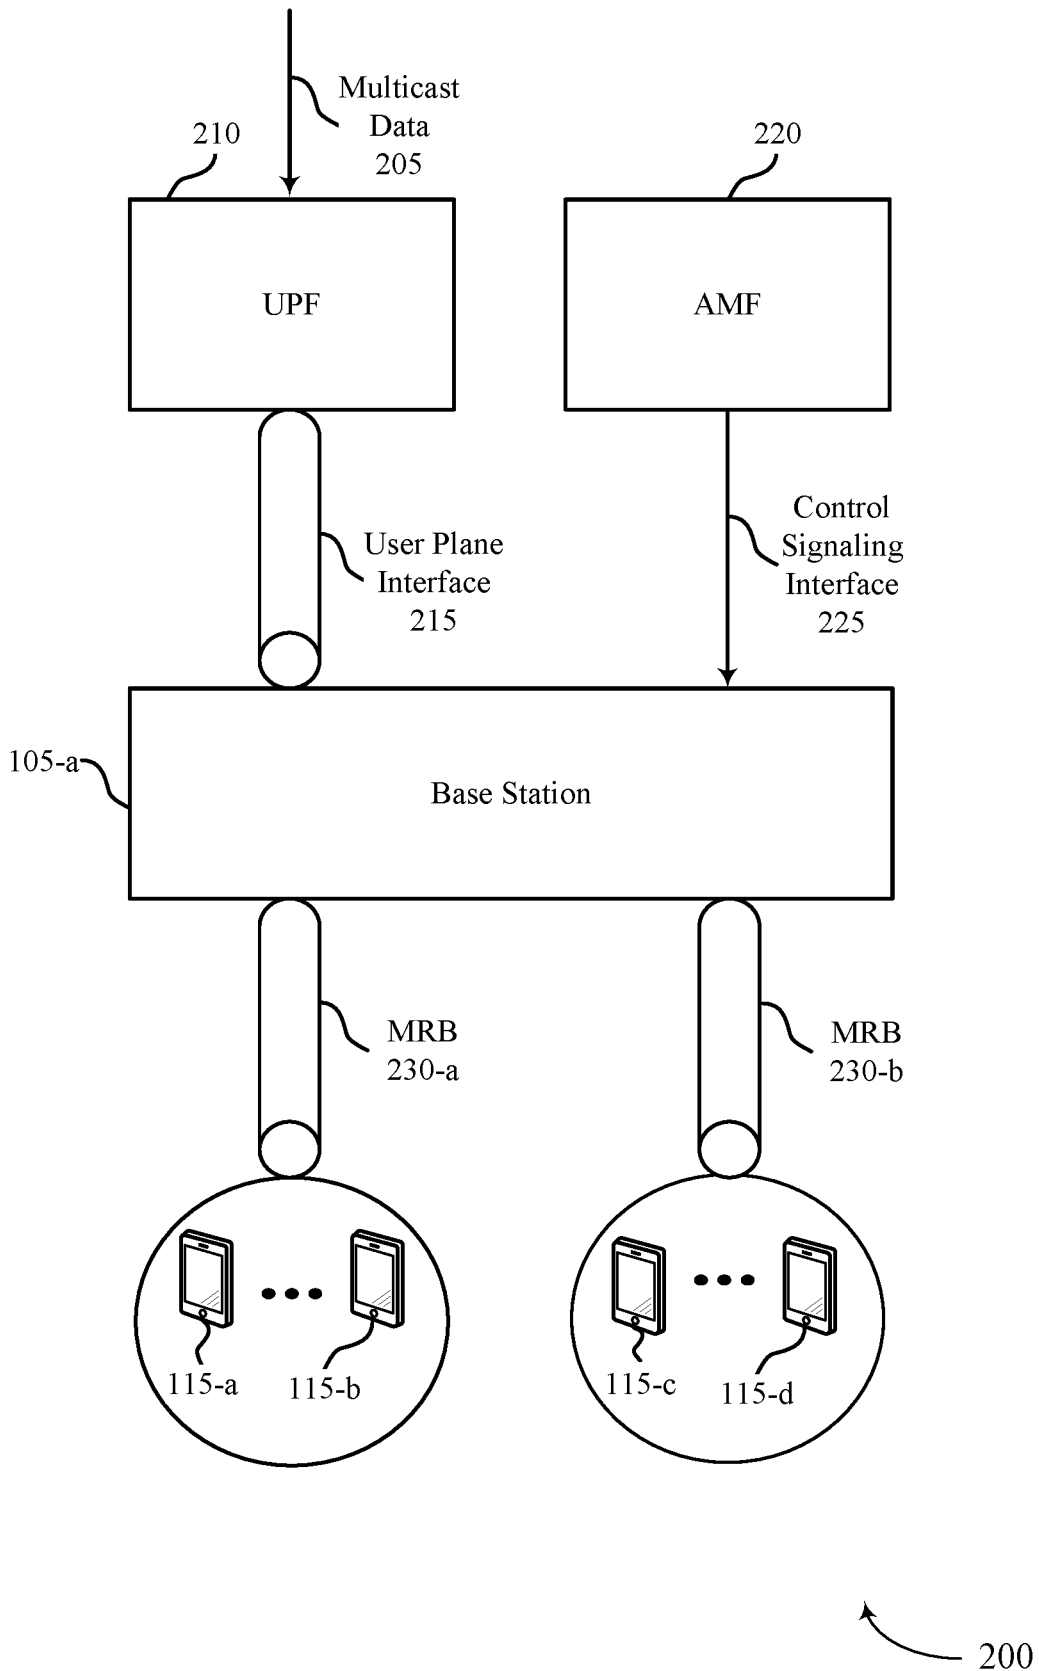 Multicast
Data
205
210
220
UPF
AMF
User Plane
Interface
215
Control
Signaling
Interface
225
105-a
Base Station
MRB
230-a
MRB
230-b
115-a
115-b
115-c
115-d
200